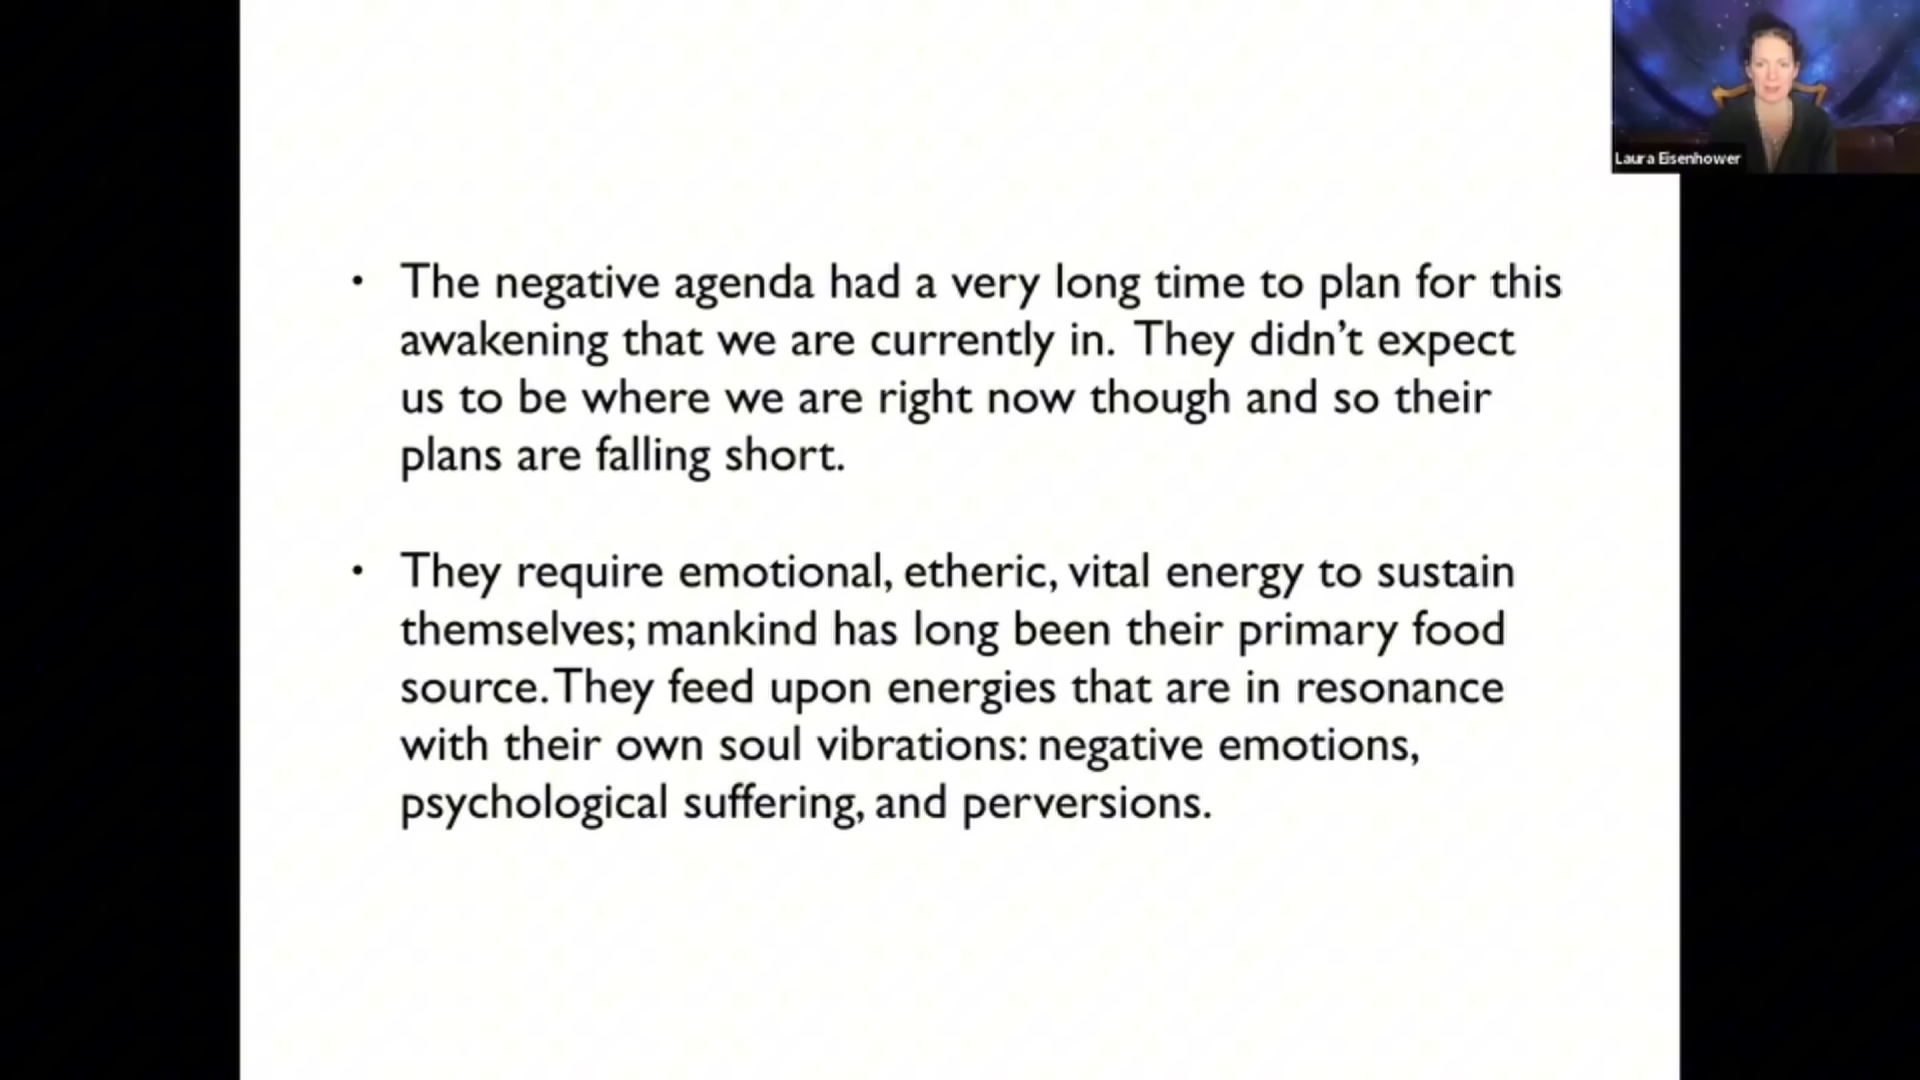 Laura Eisenhower
• The negative agenda had a very long time to plan for this
awakening that we are currently in. They didn't expect
us to be where we are right now though and so their
plans are falling short.
• They require emotional, etheric, vital energy to sustain
themselves; mankind has long been their primary food
source. They feed upon energies that are in resonance
with their own soul vibrations: negative emotions,
psychological suffering, and perversions.